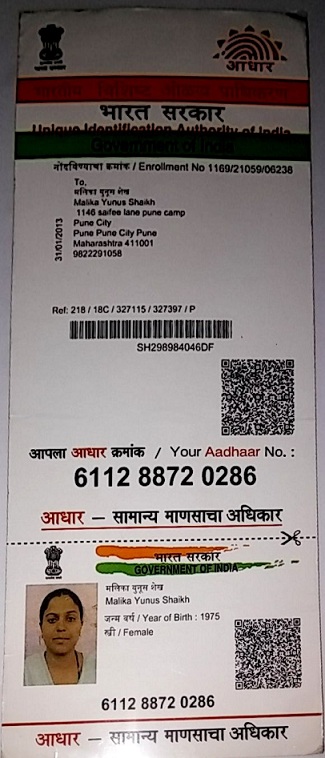 आधार
भारतीय विशिष्ट ओळख प्राधिकरण
भारत सरकार
Unique Identification Authority of India
Government of India
नोंदविण्याचा क्रमांक / Enrollment No 1169/21059/06238
To,
मलिका युनूस शेख
Malika Yunus Shaikh
1146 saifee lane pune camp
Pune City
Pune Pune City Pune
Maharashtra 411001
9822291058
31/01/2013
Ref: 218 / 18C / 327115 / 327397 / P
SH298984046DF
आपला आधार क्रमांक / Your Aadhaar No. :
6112 8872 0286
आधार – सामान्य माणसाचा अधिकार
भारत सरकार
GOVERNMENT OF INDIA
मलिका युनूस शेख
Malika Yunus Shaikh
जन्म वर्ष / Year of Birth : 1975
स्त्री / Female
6112 8872 0286
आधार – सामान्य माणसाचा अधिकार